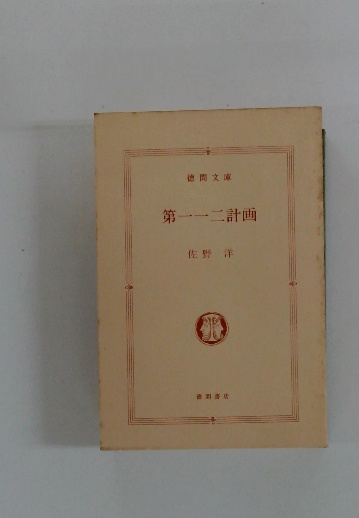 徳間文庫
第一一二計画
佐野 洋
徳間書店